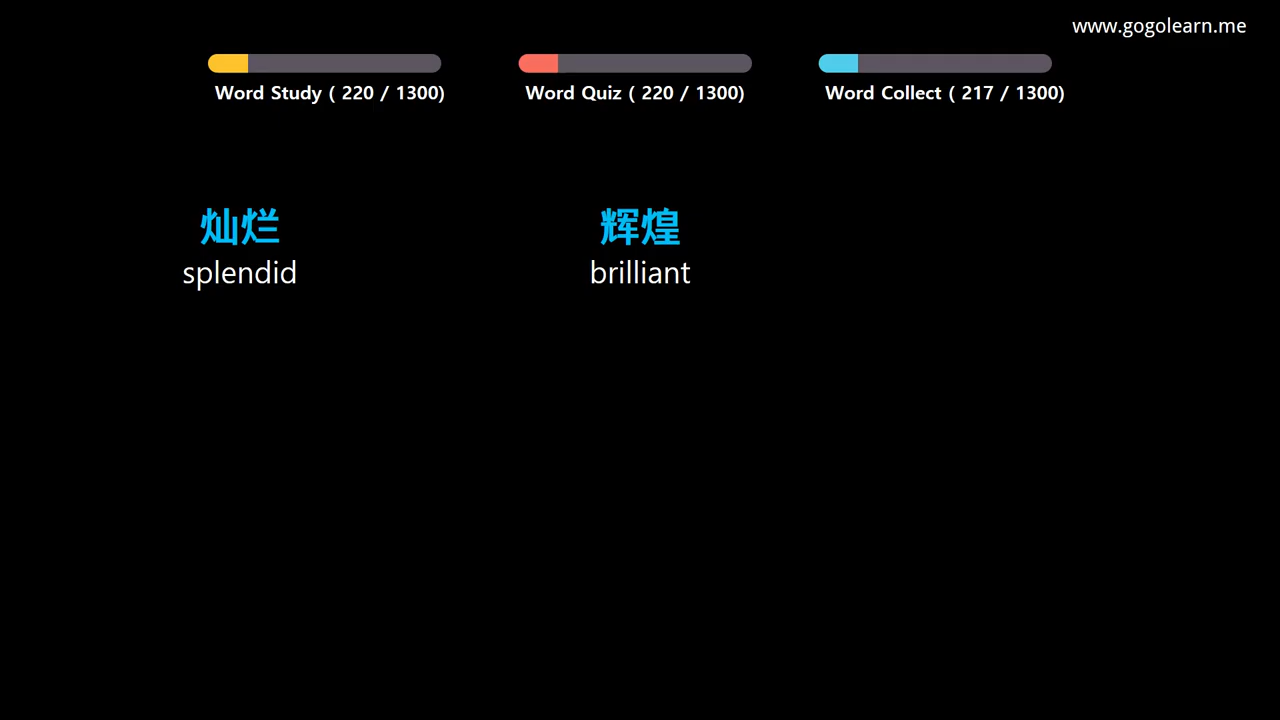 www.gogolearn.me
Word Study ( 220 / 1300)
Word Quiz ( 220 / 1300)
Word Collect ( 217 / 1300)
灿烂
splendid
辉煌
brilliant